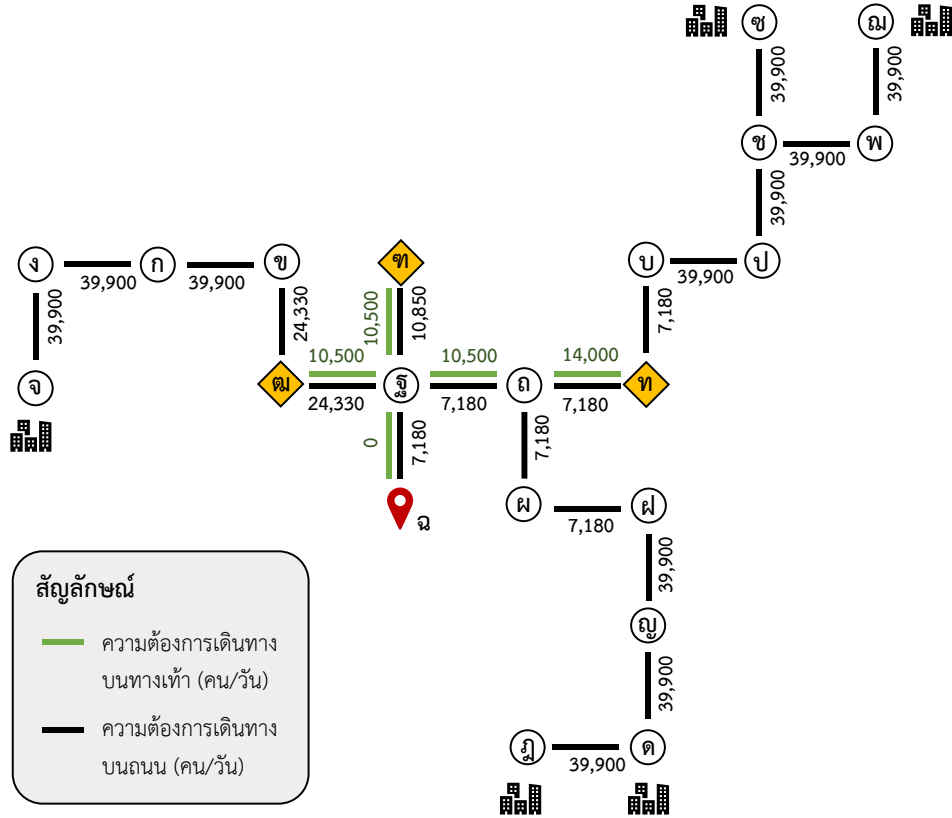 ซ
ฌ
39,900
39,900
ช
39,900
พ
39,900
ง
39,900
ก
39,900
ข
ฑ
บ
39,900
ป
39,900
24,330
10,500
10,850
7,180
จ
ฒ
10,500
24,330
ฐ
10,500
7,180
ถ
14,000
7,180
ท
0
7,180
7,180
ฉ
ผ
7,180
ฝ
39,900
ญ
39,900
ฎ
39,900
ด
สัญลักษณ์
ความต้องการเดินทาง
บนทางเท้า (คน/วัน)
ความต้องการเดินทาง
บนถนน (คน/วัน)